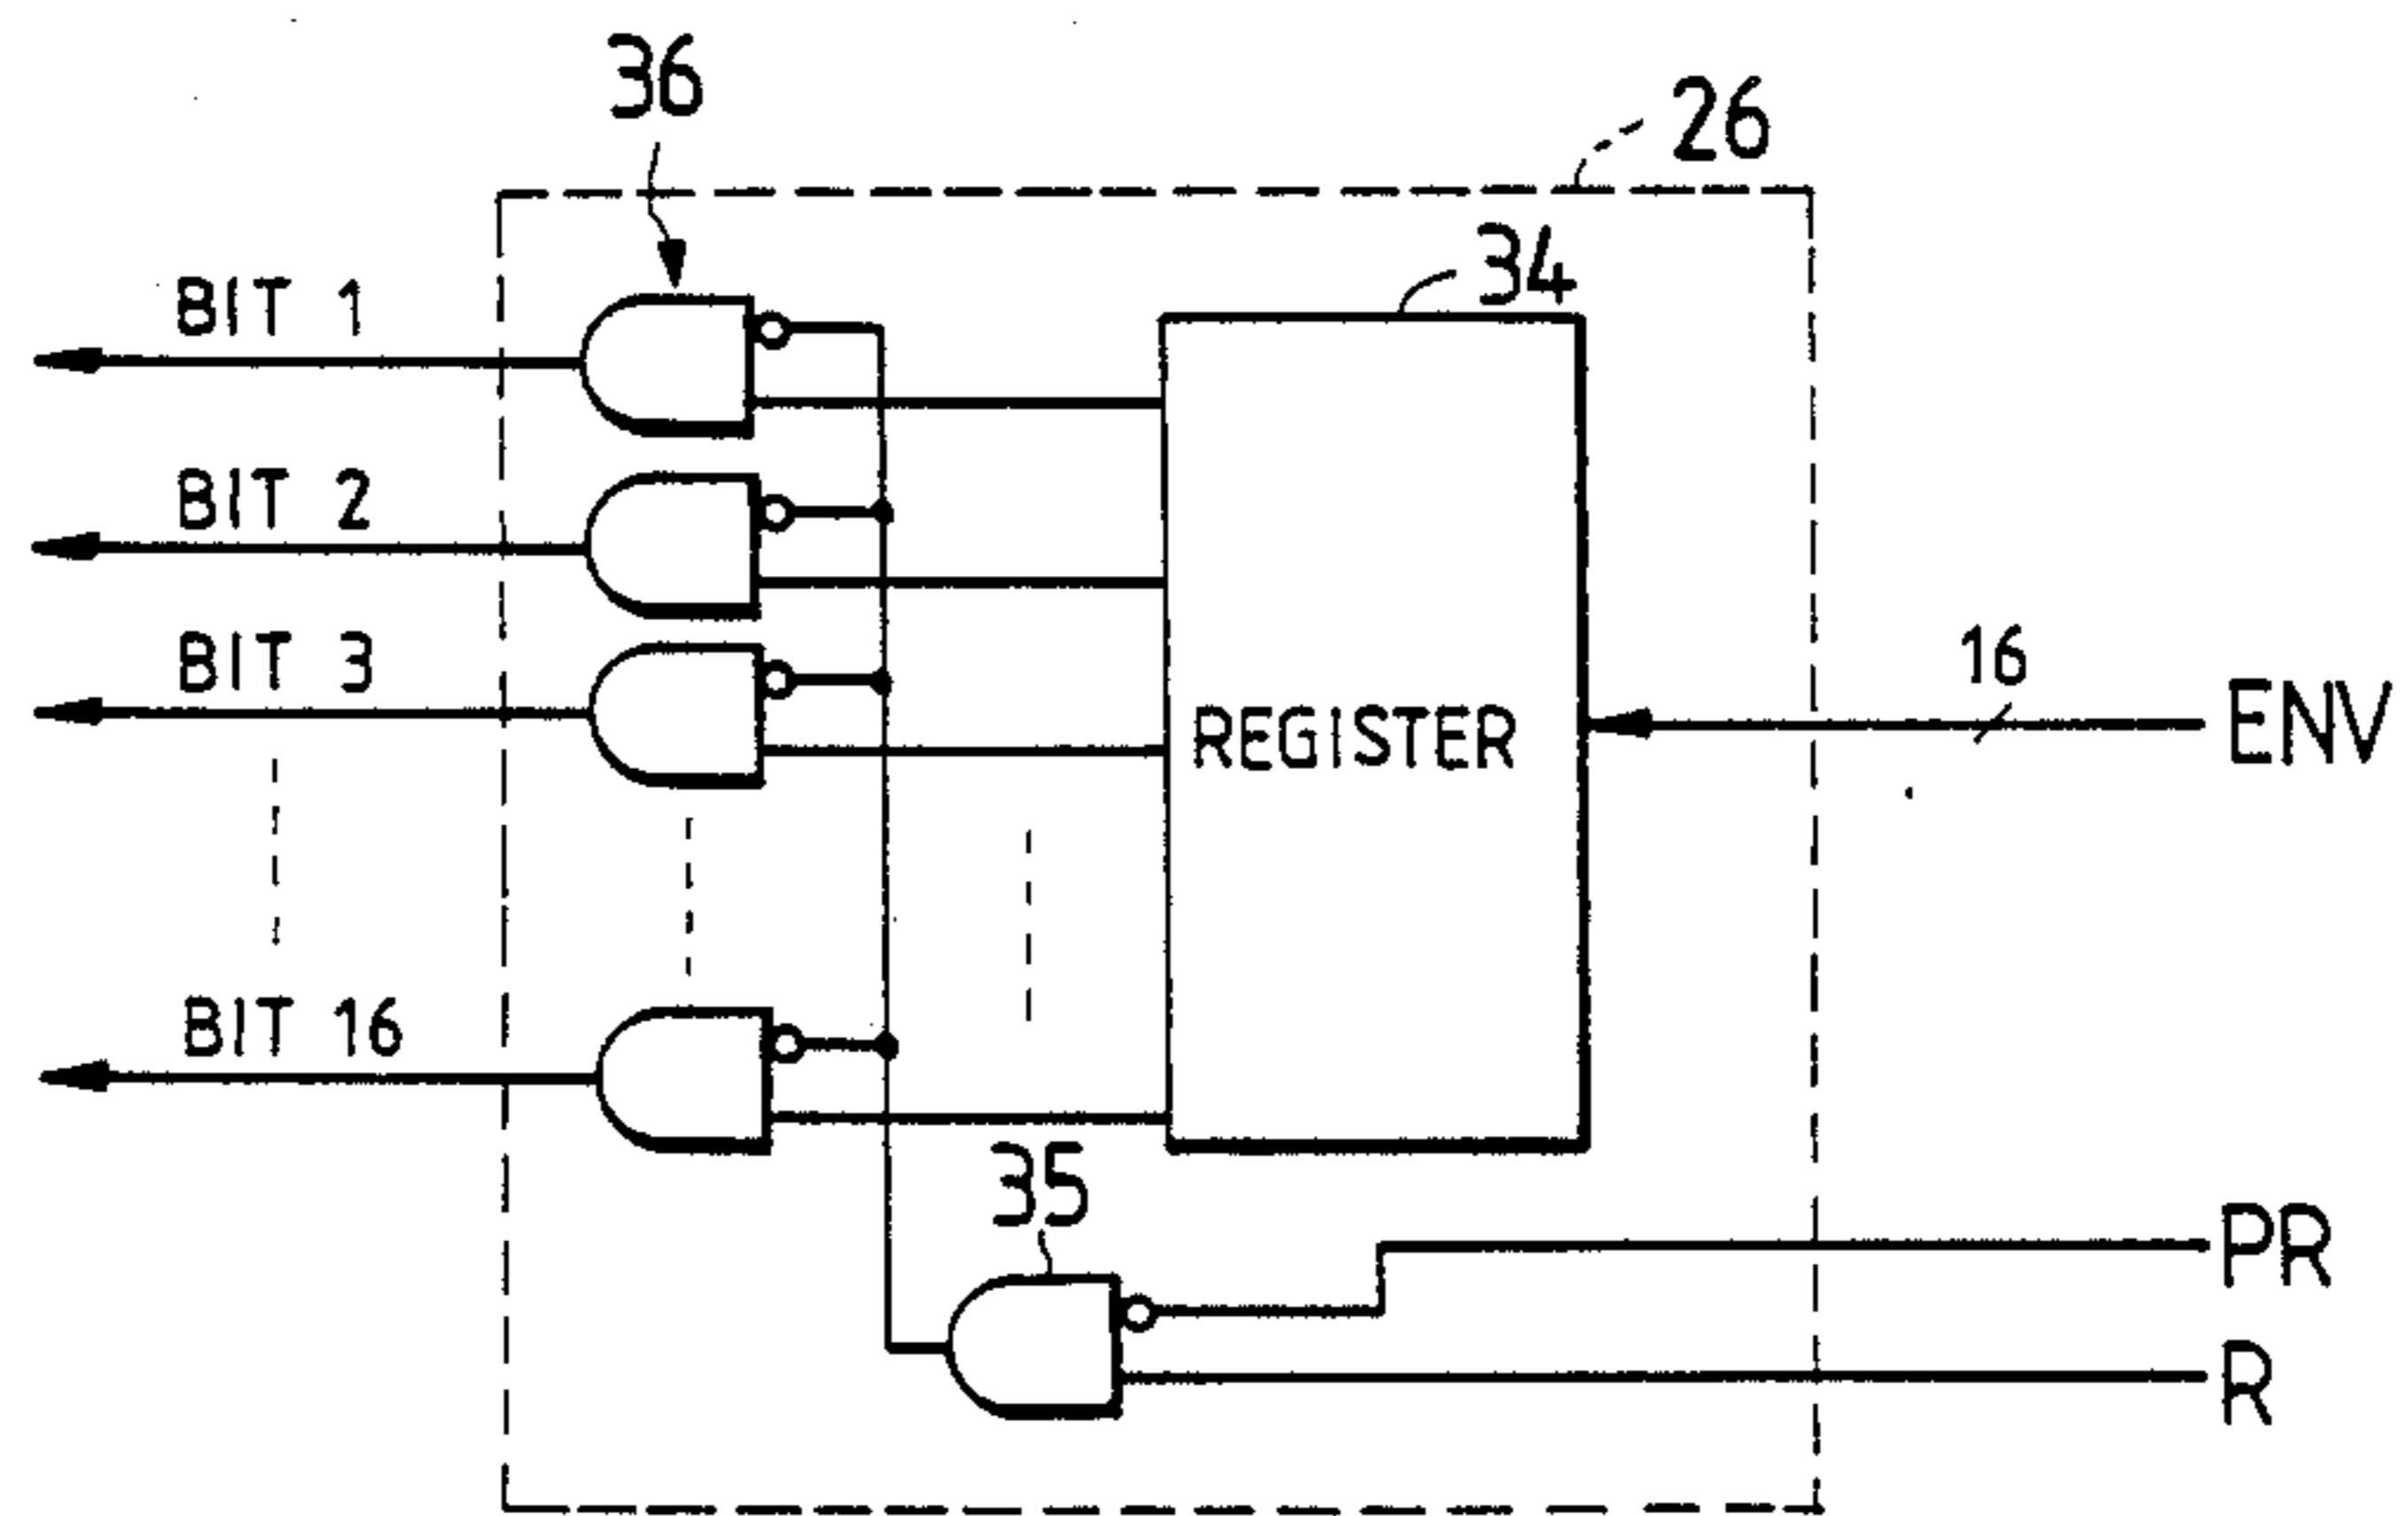 36
26
34
BIT 1
BIT 2
BIT 3
16
ENV
REGISTER
BIT 16
35
PR
R